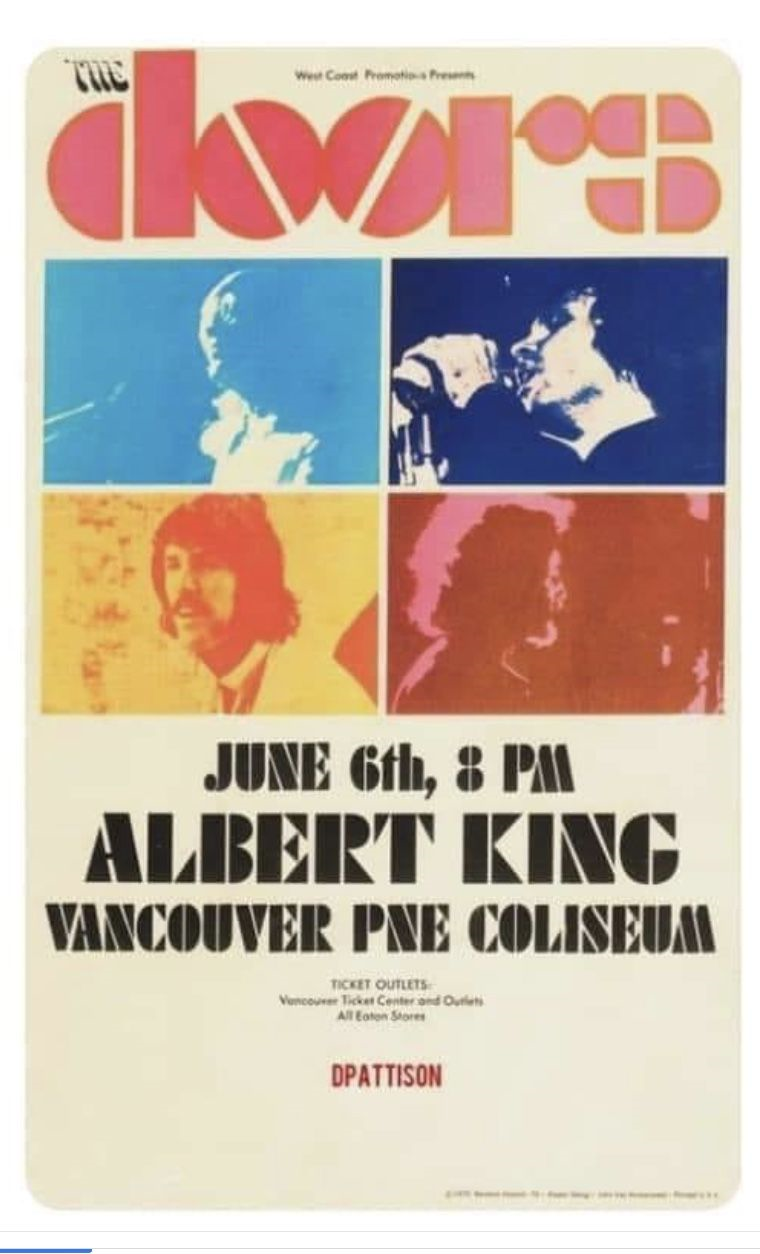 THE
West Coast Promotions Presents
doors
JUNE 6th, 8 PM
ALBERT KING
VANCOUVER PNE COLISEUM
TICKET OUTLETS:
Vancouver Ticket Center and Outlets
All Eaton Stores
DPATTISON